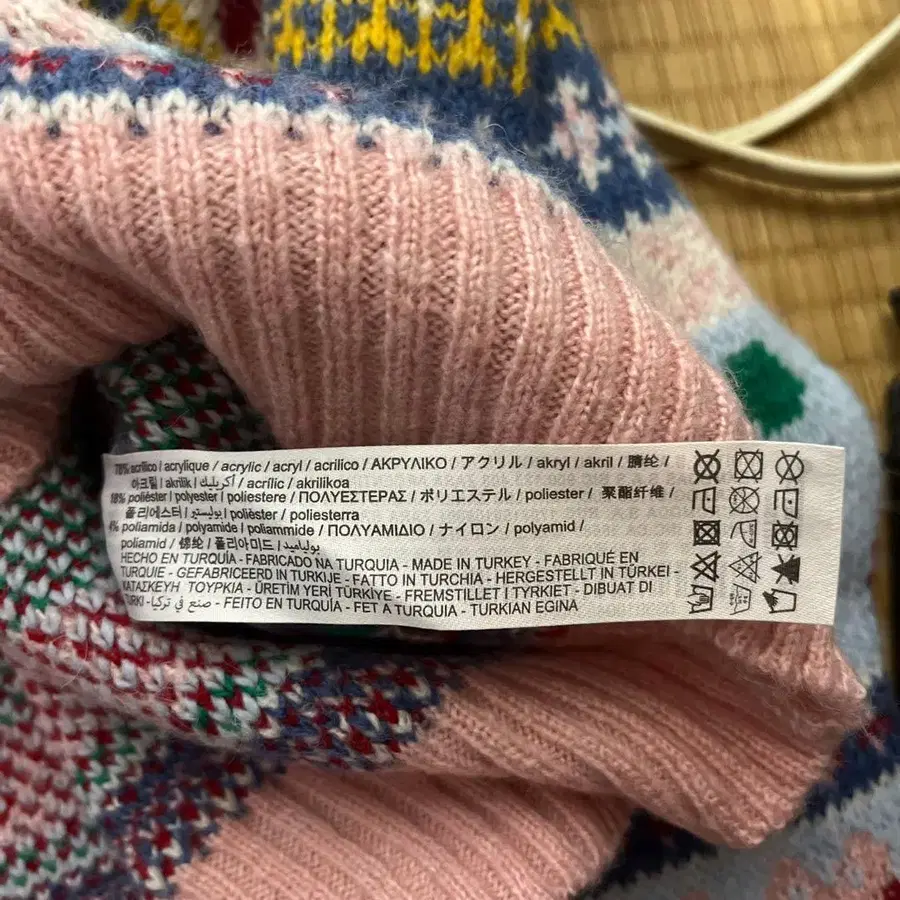 78% acrílico / acrylique / acrylic / acryl / acrilico / ΑΚΡΥΛΙΚΟ / アクリル / akryl / akril / 腈纶 /
아크릴 / akrilik / أكريليك / acrílic / akrilikoa
18% poliéster / polyester / poliestere / ΠΟΛΥΕΣΤΕΡΑΣ / ポリエステル / poliester / 聚酯纤维 /
폴리에스터 / بوليستير / polièster / poliesterra
4% poliamida / polyamide / poliammide / ΠΟΛΥΑΜΙΔΙΟ / ナイロン / polyamid /
poliamid / 锦纶 / 폴리아미드 / بولياميد
HECHO EN TURQUÍA - FABRICADO NA TURQUIA - MADE IN TURKEY - FABRIQUÉ EN
TURQUIE - GEFABRICEERD IN TURKIJE - FATTO IN TURCHIA - HERGESTELLT IN TÜRKEI -
ΚΑΤΑΣΚΕΥΗ ΤΟΥΡΚΙΑ - ÜRETİM YERİ TÜRKİYE - FREMSTILLET I TYRKIET - DIBUAT DI
TURKI - صنع في تركيا - FEITO EN TURQUÍA - FET A TURQUIA - TURKIAN EGINA